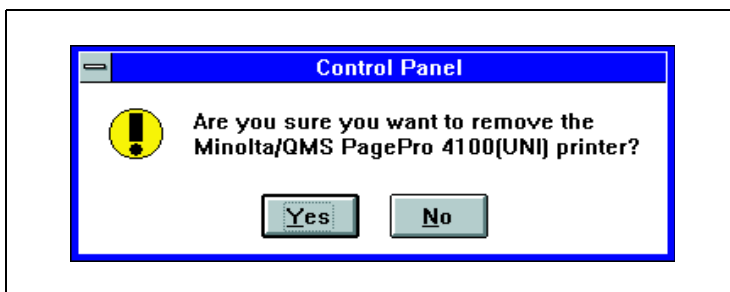 Control Panel
Are you sure you want to remove the
Minolta/QMS PagePro 4100(UNI) printer?
Yes No